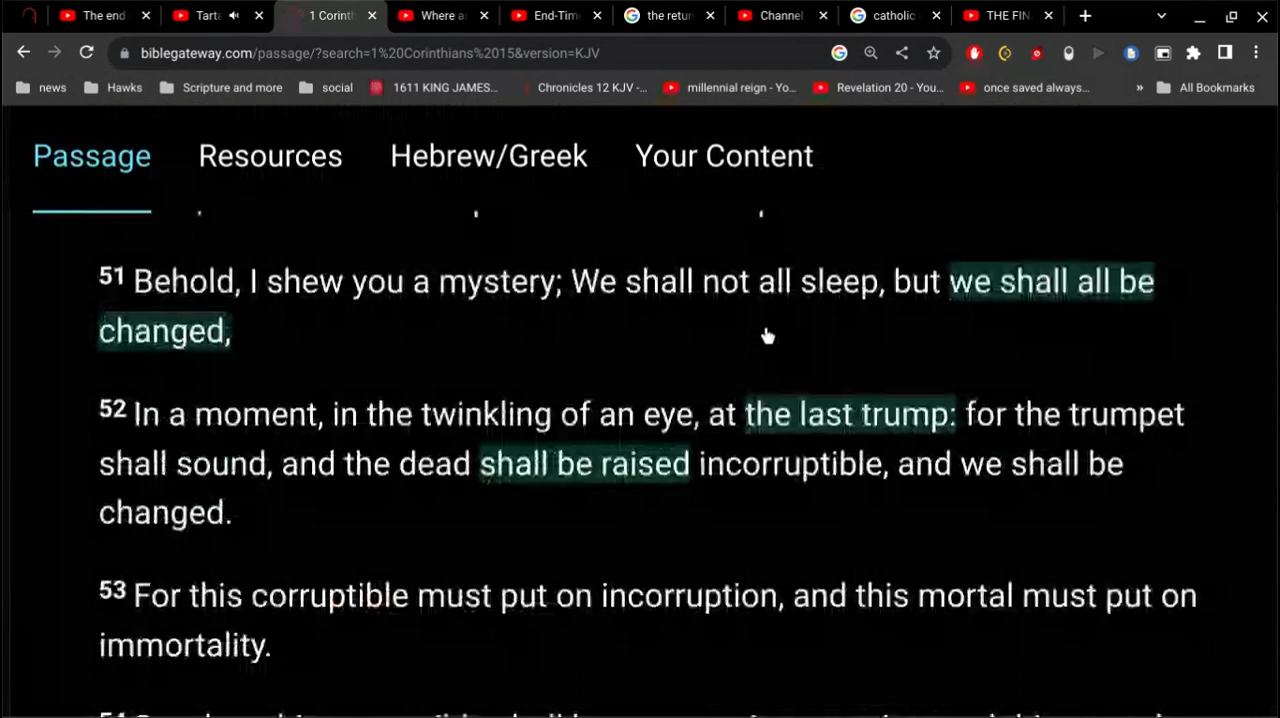 The end
Tarta
1 Corinth
Where a
End-Time
the retur
Channel
catholic
THE FIN
biblegateway.com/passage/?search=1%20Corinthians%2015&version=KJV
news
Hawks
Scripture and more
social
1611 KING JAMES...
Chronicles 12 KJV -...
millennial reign - Yo...
Revelation 20 - You...
once saved always...
» All Bookmarks
Passage
Resources
Hebrew/Greek
Your Content
51 Behold, I shew you a mystery; We shall not all sleep, but we shall all be
changed,
52 In a moment, in the twinkling of an eye, at the last trump: for the trumpet
shall sound, and the dead shall be raised incorruptible, and we shall be
changed.
53 For this corruptible must put on incorruption, and this mortal must put on
immortality.